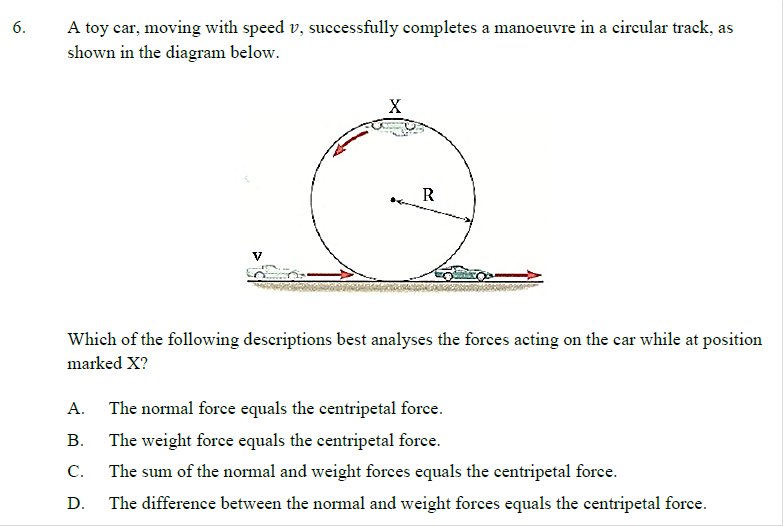 6. A toy car, moving with speed v, successfully completes a manoeuvre in a circular track, as
shown in the diagram below.
X
R
v
Which of the following descriptions best analyses the forces acting on the car while at position
marked X?
A. The normal force equals the centripetal force.
B. The weight force equals the centripetal force.
C. The sum of the normal and weight forces equals the centripetal force.
D. The difference between the normal and weight forces equals the centripetal force.